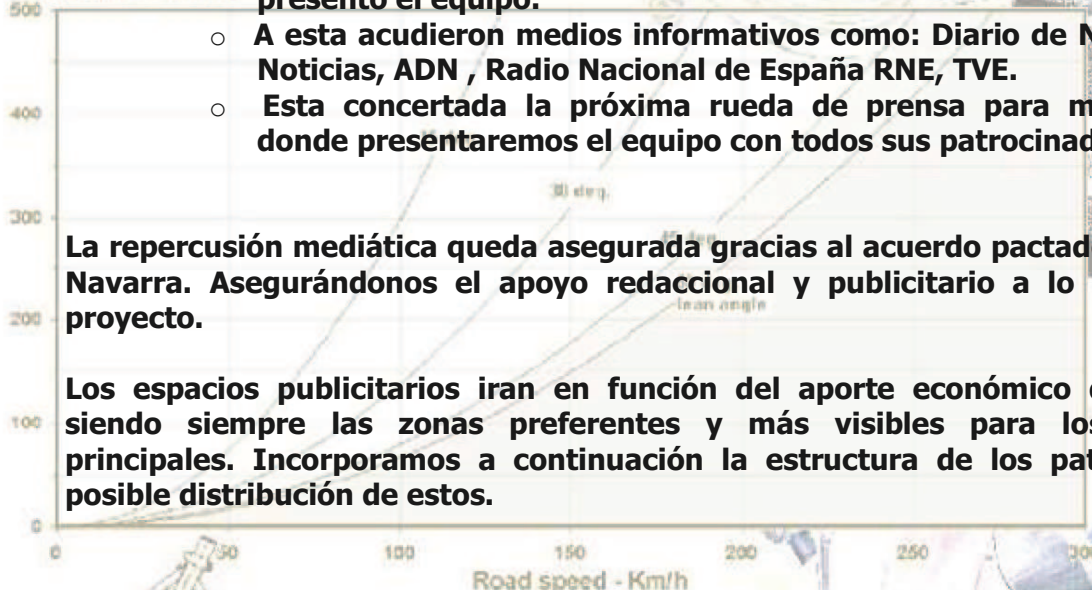 500
presentó el equipo.
o A esta acudieron medios informativos como: Diario de N
Noticias, ADN , Radio Nacional de España RNE, TVE.
400
o Esta concertada la próxima rueda de prensa para m
donde presentaremos el equipo con todos sus patrocinad
30 deg.
300
45 deg.
La repercusión mediática queda asegurada gracias al acuerdo pactad
Navarra. Asegurándonos el apoyo redaccional y publicitario a lo
lean angle
200
proyecto.
Los espacios publicitarios iran en función del aporte económico
100
siendo siempre las zonas preferentes y más visibles para los
principales. Incorporamos a continuación la estructura de los pat
posible distribución de estos.
0
0 50 100 150 200 250 300
Road speed - Km/h